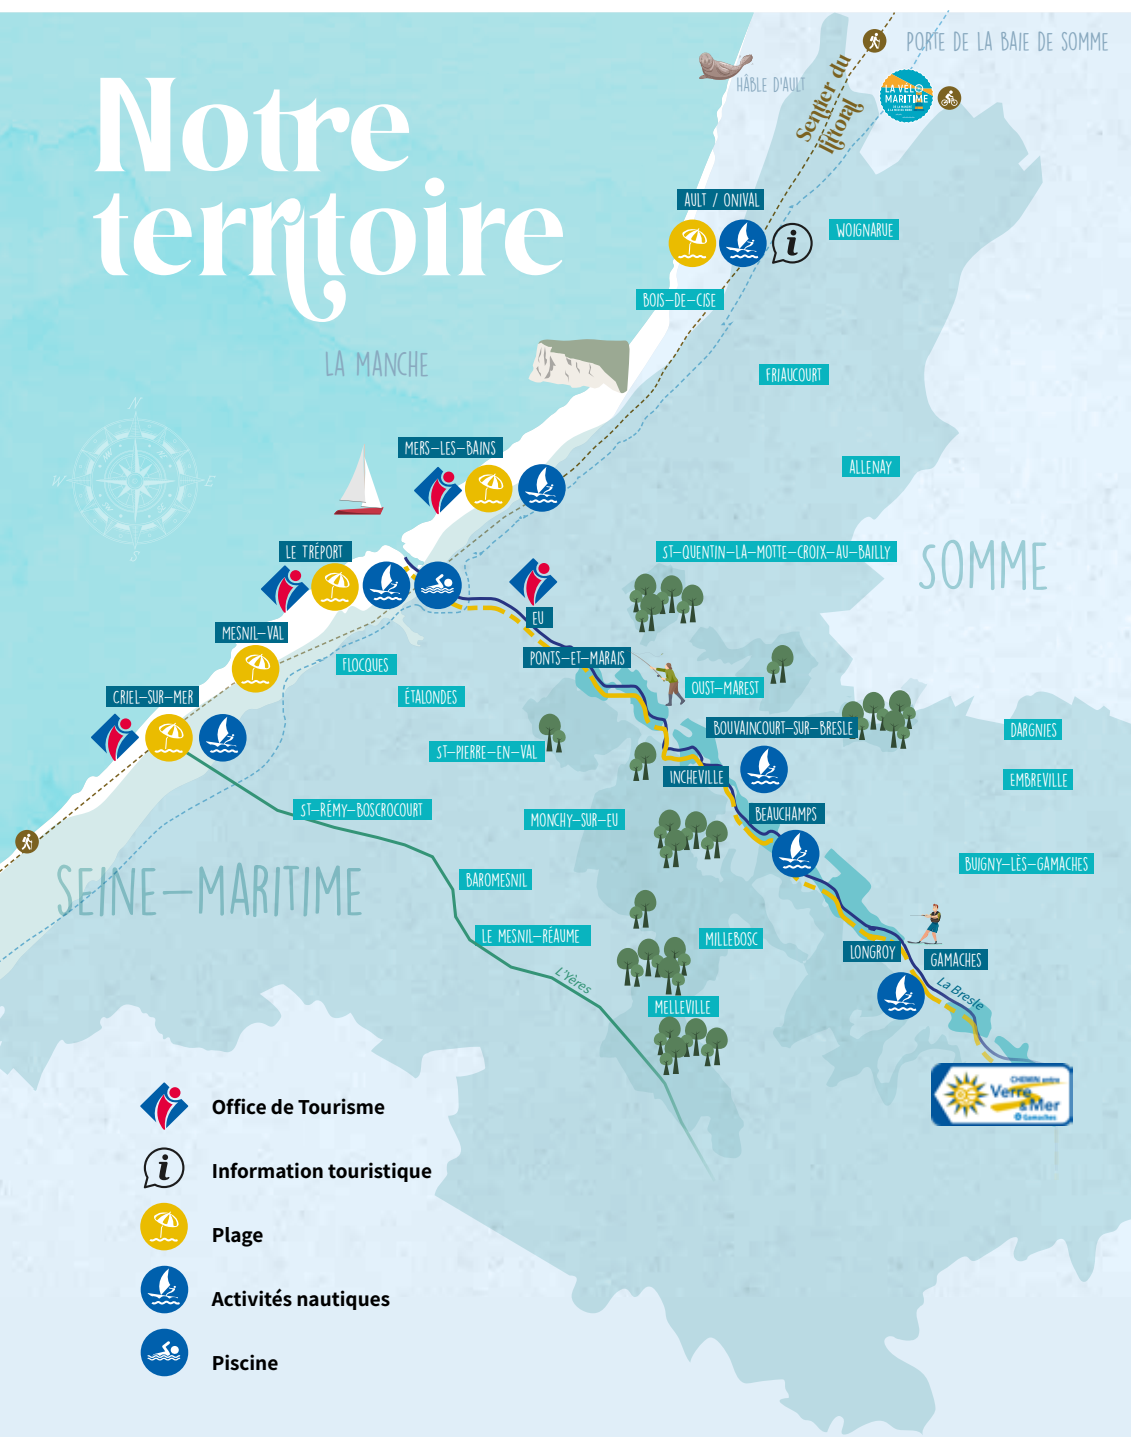 Notre
territoire
PORTE DE LA BAIE DE SOMME
HÂBLE D'AULT
Sentier du
littoral
LA VÉLO
MARITIME
AULT / ONIVAL
WOIGNARUE
BOIS-DE-CISE
LA MANCHE
FRIAUCOURT
N
W
E
S
MERS-LES-BAINS
ALLENAY
LE TRÉPORT
ST-QUENTIN-LA-MOTTE-CROIX-AU-BAILLY
SOMME
EU
MESNIL-VAL
FLOCQUES
PONTS-ET-MARAIS
CRIEL-SUR-MER
ÉTALONDES
OUST-MAREST
BOUVAINCOURT-SUR-BRESLE
DARGNIES
ST-PIERRE-EN-VAL
INCHEVILLE
EMBREVILLE
ST-RÉMY-BOSCROCOURT
MONCHY-SUR-EU
BEAUCHAMPS
SEINE-MARITIME
BAROMESNIL
BUIGNY-LÈS-GAMACHES
LE MESNIL-RÉAUME
MILLEBOSC
LONGROY
GAMACHES
L'Yères
La Bresle
MELLEVILLE
CHEMIN entre
Verre
& Mer
Gamaches
Office de Tourisme
Information touristique
Plage
Activités nautiques
Piscine